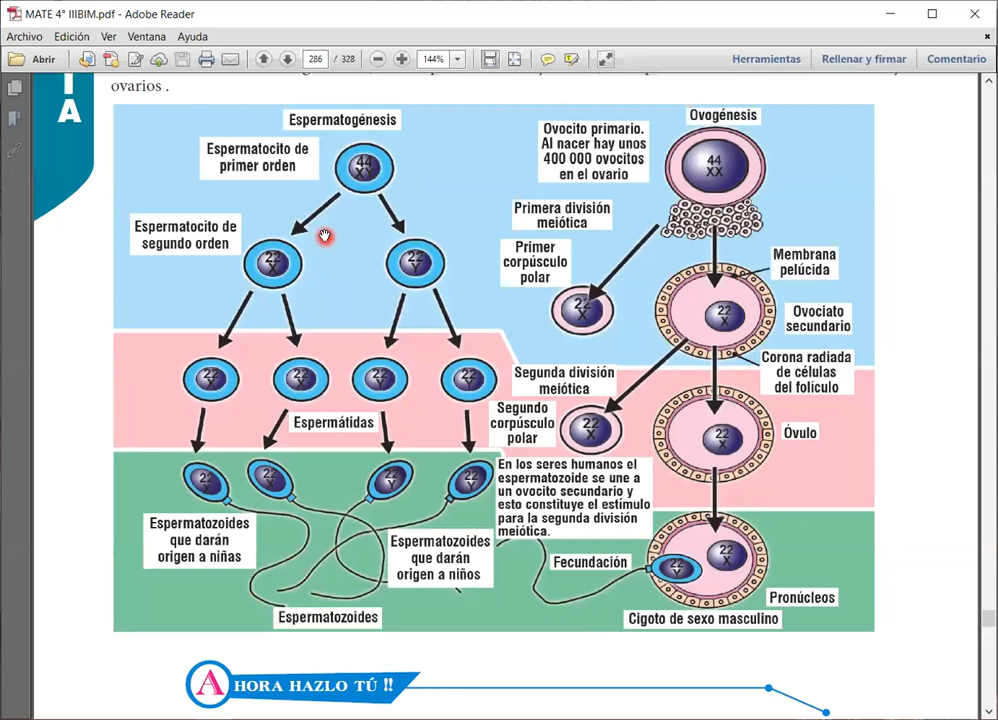 MATE 4° IIIBIM.pdf - Adobe Reader
Archivo Edición Ver Ventana Ayuda
Abrir 286 / 328 144% Herramientas Rellenar y firmar Comentario
ovarios .
I
A
Espermatogénesis
Espermatocito de
primer orden
44
XY
Espermatocito de
segundo orden
22
X
22
Y
22
X
22
Y
22
Espermátidas
22
X
22
X
22
Y
22
Y
Espermatozoides
que darán
origen a niñas
Espermatozoides
que darán
origen a niños
Espermatozoides
Ovogénesis
Ovocito primario.
Al nacer hay unos
400 000 ovocitos
en el ovario
44
XX
Primera división
meiótica
Primer
corpúsculo
polar
22
X
Membrana
pelúcida
22
X
Ovociato
secundario
Corona radiada
de células
del folículo
Segunda división
meiótica
Segundo
corpúsculo
polar
22
X
22
X
Óvulo
En los seres humanos el
espermatozoide se une a
un ovocito secundario y
esto constituye el estímulo
para la segunda división
meiótica.
Fecundación
22
Y
22
X
Pronúcleos
Cigoto de sexo masculino
AHORA HAZLO TÚ !!